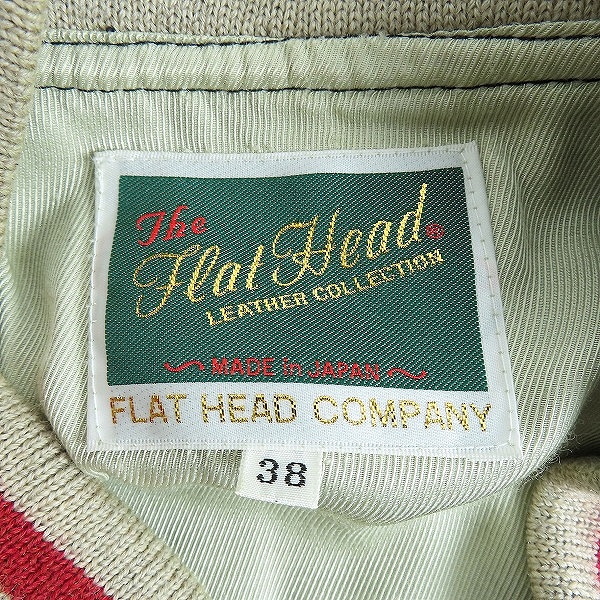 The
Flat Head®
LEATHER COLLECTION
~ MADE in JAPAN ~
FLAT HEAD COMPANY
38